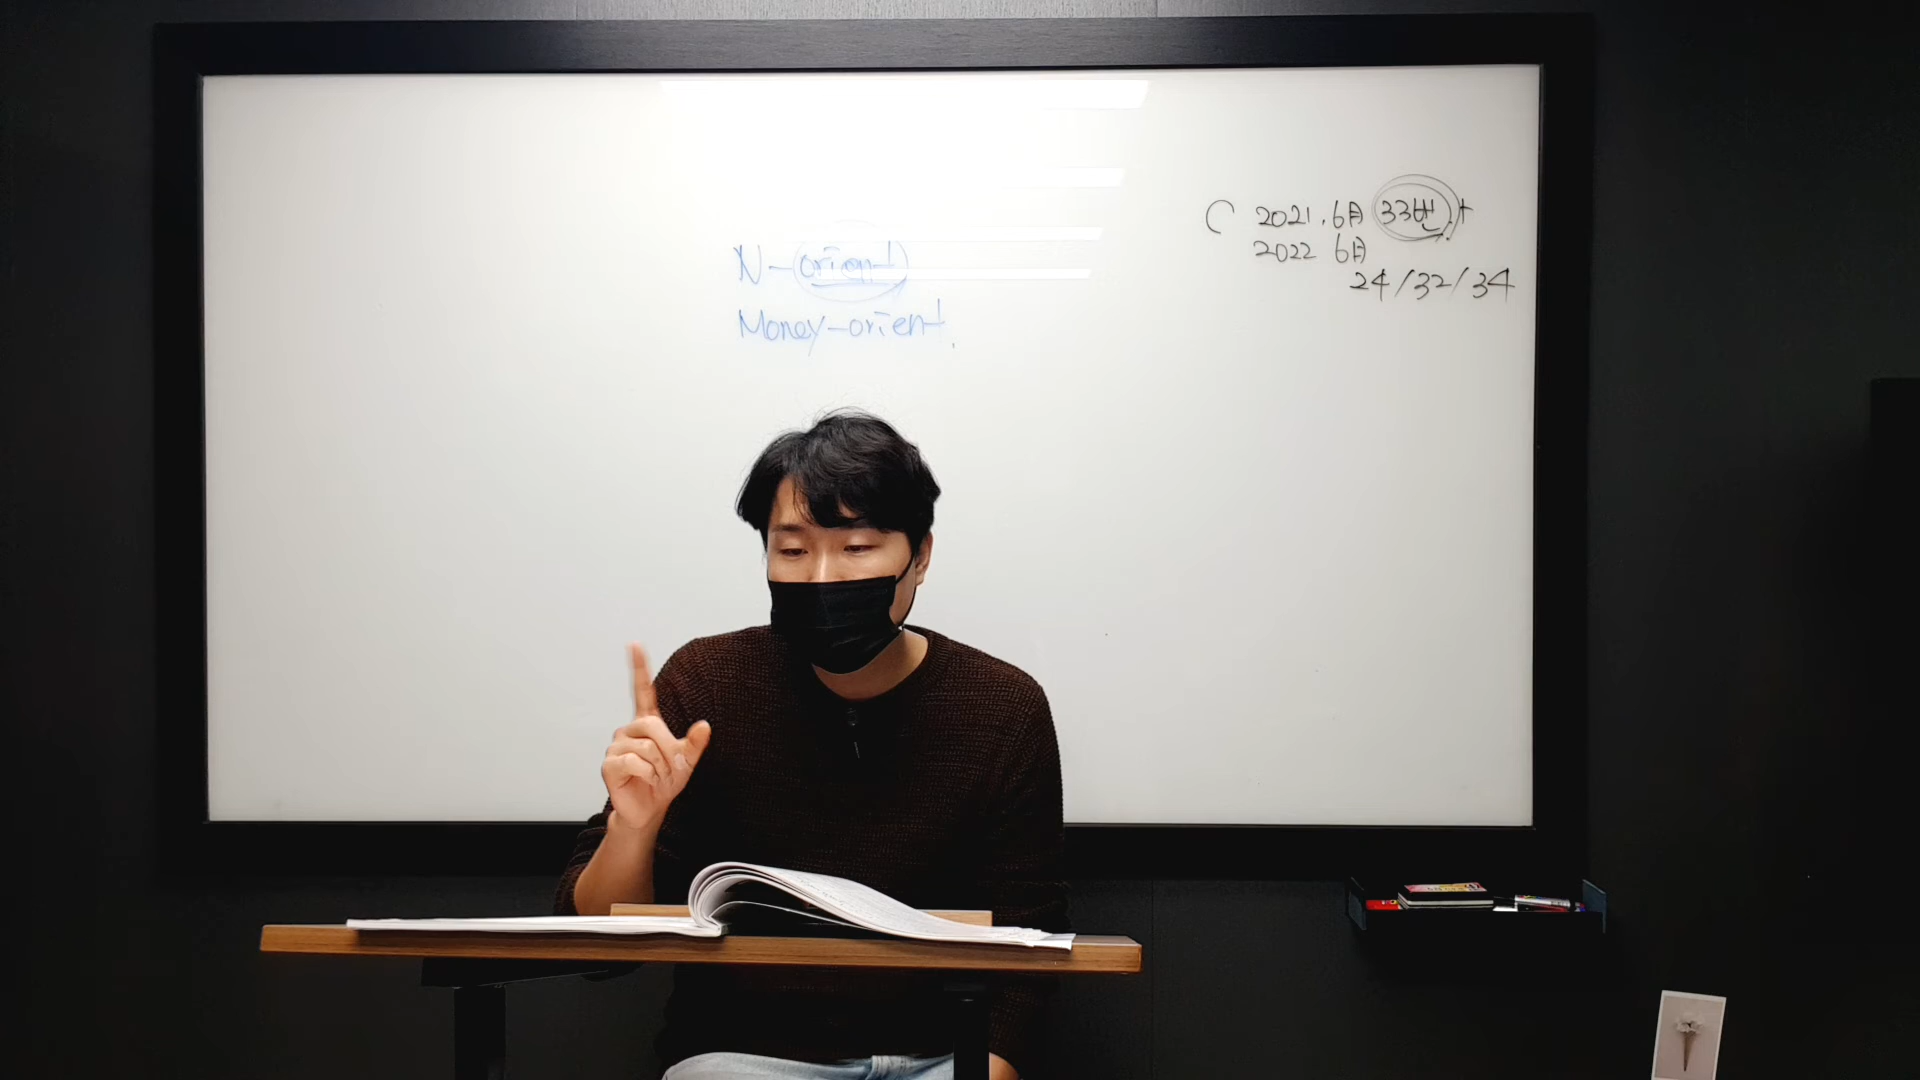 N-orient
Money-orient
( 2021. 6月 33번 +
2022 6月
24/32/34